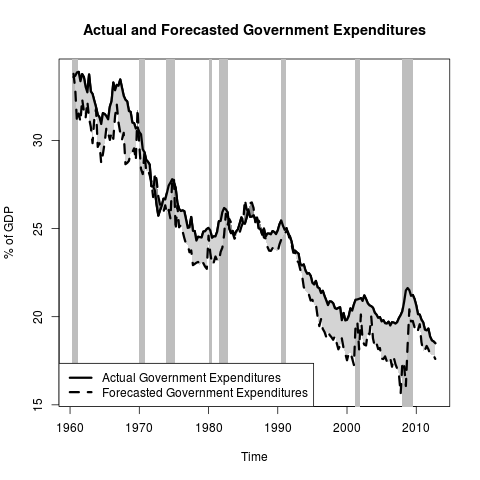 Actual and Forecasted Government Expenditures
% of GDP
30
25
20
15
Actual Government Expenditures
Forecasted Government Expenditures
1960 1970 1980 1990 2000 2010
Time